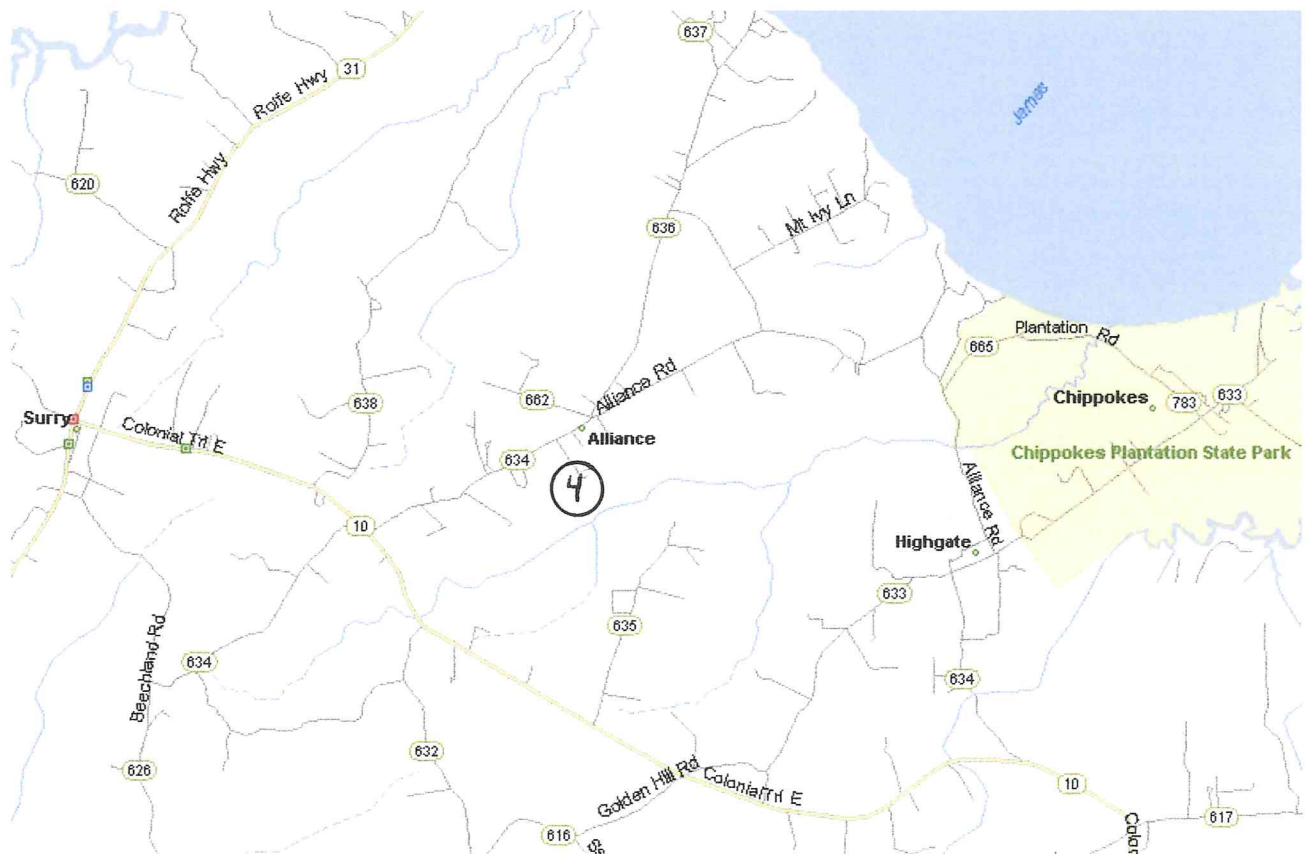 637
31
Rolfe Hwy
James
620
Rolfe Hwy
636
Mt Ivy Ln
665
Plantation Rd
Alliance Rd
662
638
Chippokes
783
633
Surry
Colonial Trl E
Alliance
Chippokes Plantation State Park
634
4
Alliance Rd
10
Highgate
633
635
634
Beechland Rd
634
632
626
Golden Hill Rd
Colonial Trl E
10
617
616